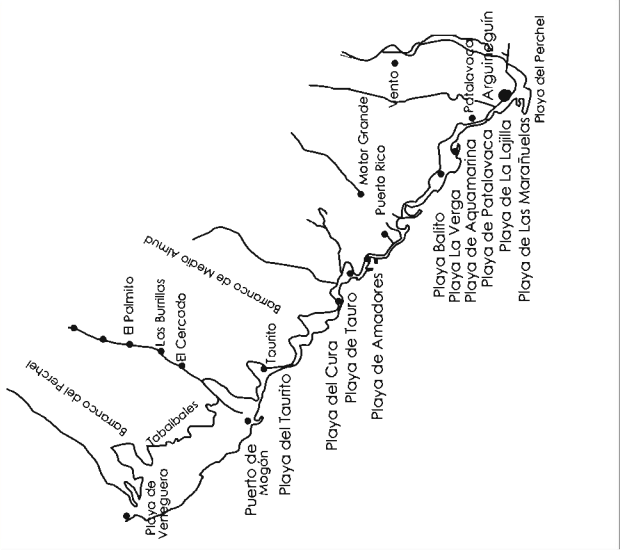 Playa de
Veneguero
Barranco del Perchel
Tabaibales
El Palmito
Las Burrillas
El Cercado
Puerto de
Mogón
Playa del Taurito
Taurito
Barranco de Medio Almud
Playa del Cura
Playa de Tauro
Playa de Amadores
Motor Grande
Puerto Rico
Vento
Playa Balito
Playa La Verga
Playa de Aquamarina
Playa de Patalavaca
Playa de La Lajilla
Playa de Las Marañuelas
Patalavaca
Arguineguín
Playa del Perchel